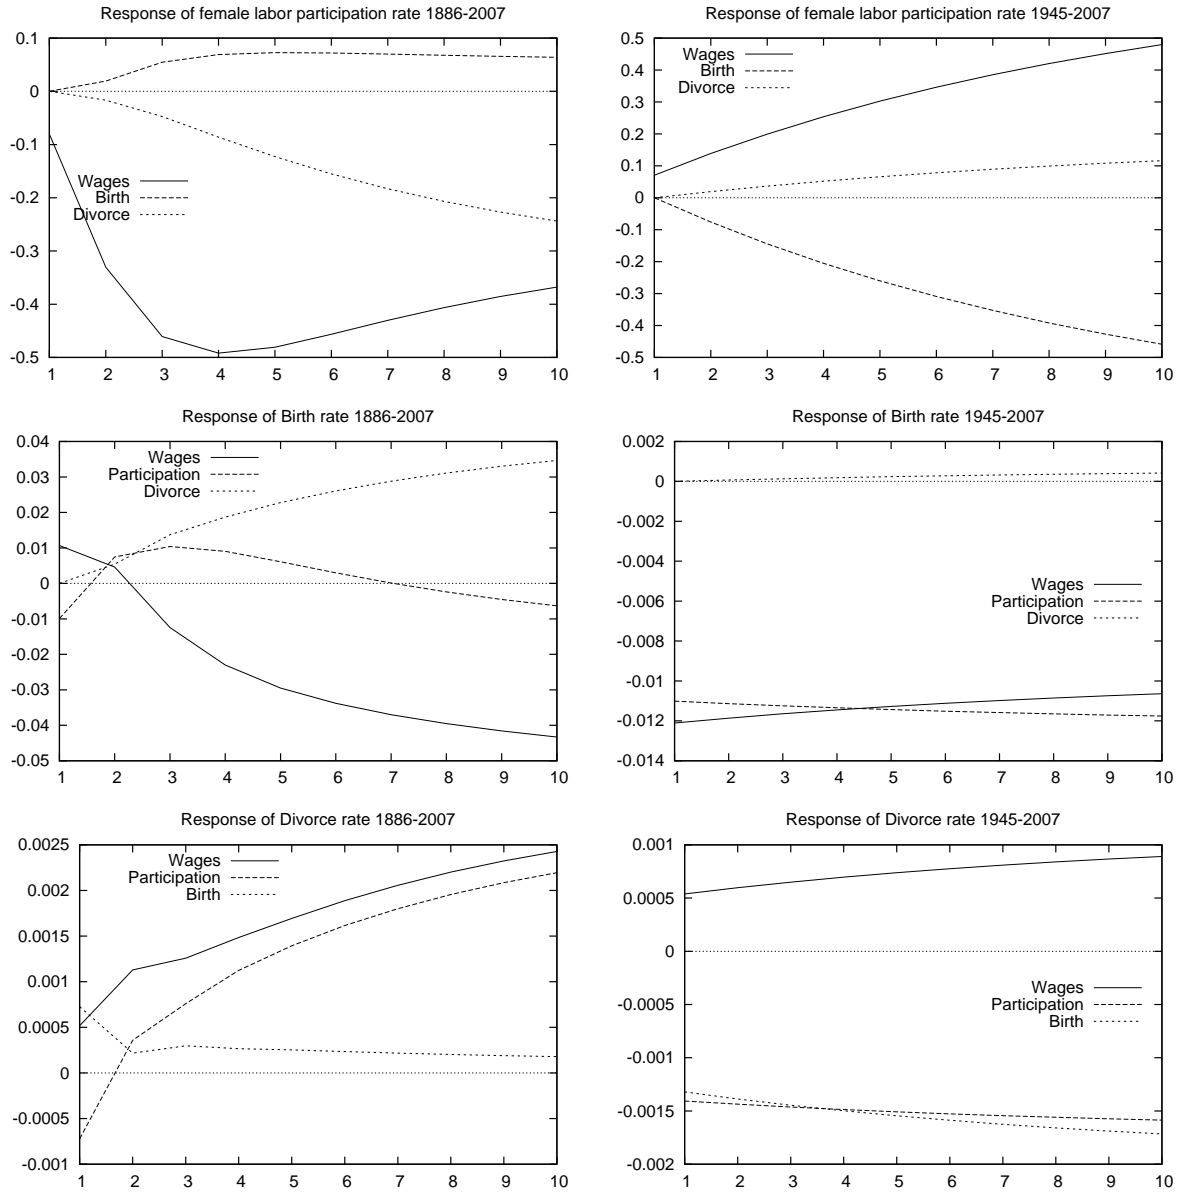 Response of female labor participation rate 1886-2007
0.1
0
-0.1
-0.2
-0.3
-0.4
-0.5
Wages
Birth
Divorce
1 2 3 4 5 6 7 8 9 10
Response of female labor participation rate 1945-2007
0.5
0.4
0.3
0.2
0.1
0
-0.1
-0.2
-0.3
-0.4
-0.5
Wages
Birth
Divorce
1 2 3 4 5 6 7 8 9 10
Response of Birth rate 1886-2007
0.04
0.03
0.02
0.01
0
-0.01
-0.02
-0.03
-0.04
-0.05
Wages
Participation
Divorce
1 2 3 4 5 6 7 8 9 10
Response of Birth rate 1945-2007
0.002
0
-0.002
-0.004
-0.006
-0.008
-0.01
-0.012
-0.014
Wages
Participation
Divorce
1 2 3 4 5 6 7 8 9 10
Response of Divorce rate 1886-2007
0.0025
0.002
0.0015
0.001
0.0005
0
-0.0005
-0.001
Wages
Participation
Birth
1 2 3 4 5 6 7 8 9 10
Response of Divorce rate 1945-2007
0.001
0.0005
0
-0.0005
-0.001
-0.0015
-0.002
Wages
Participation
Birth
1 2 3 4 5 6 7 8 9 10